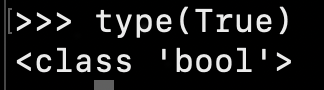 >>> type(True)
<class 'bool'>